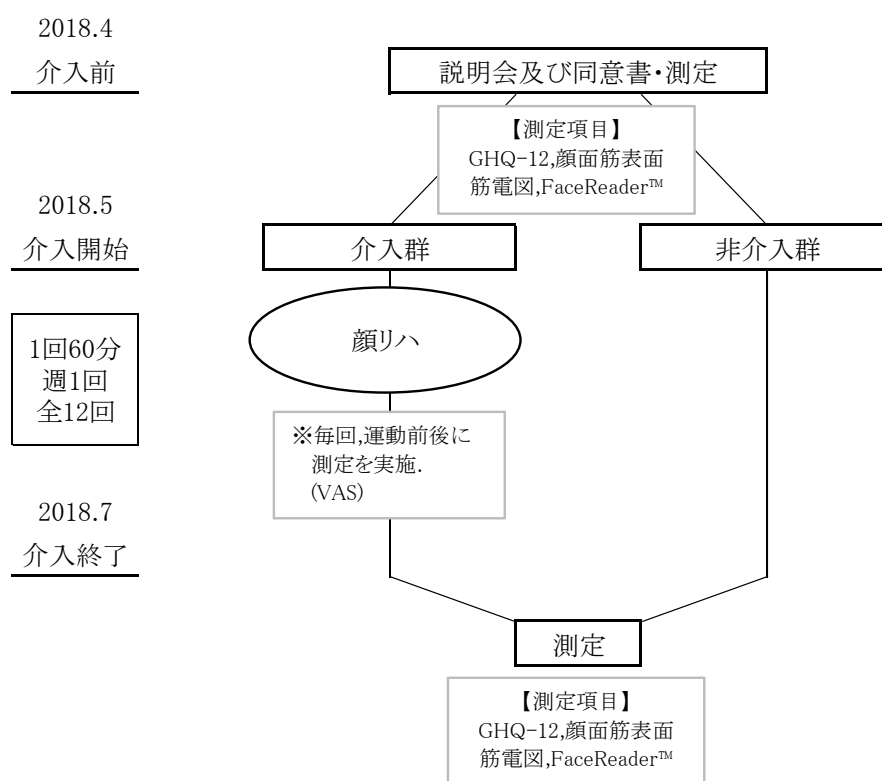 2018.4
介入前
説明会及び同意書・測定
【測定項目】
GHQ-12,顔面筋表面
筋電図,FaceReader™
2018.5
介入開始
介入群
非介入群
1回60分
週1回
全12回
顔リハ
※毎回,運動前後に
測定を実施.
(VAS)
2018.7
介入終了
測定
【測定項目】
GHQ-12,顔面筋表面
筋電図,FaceReader™